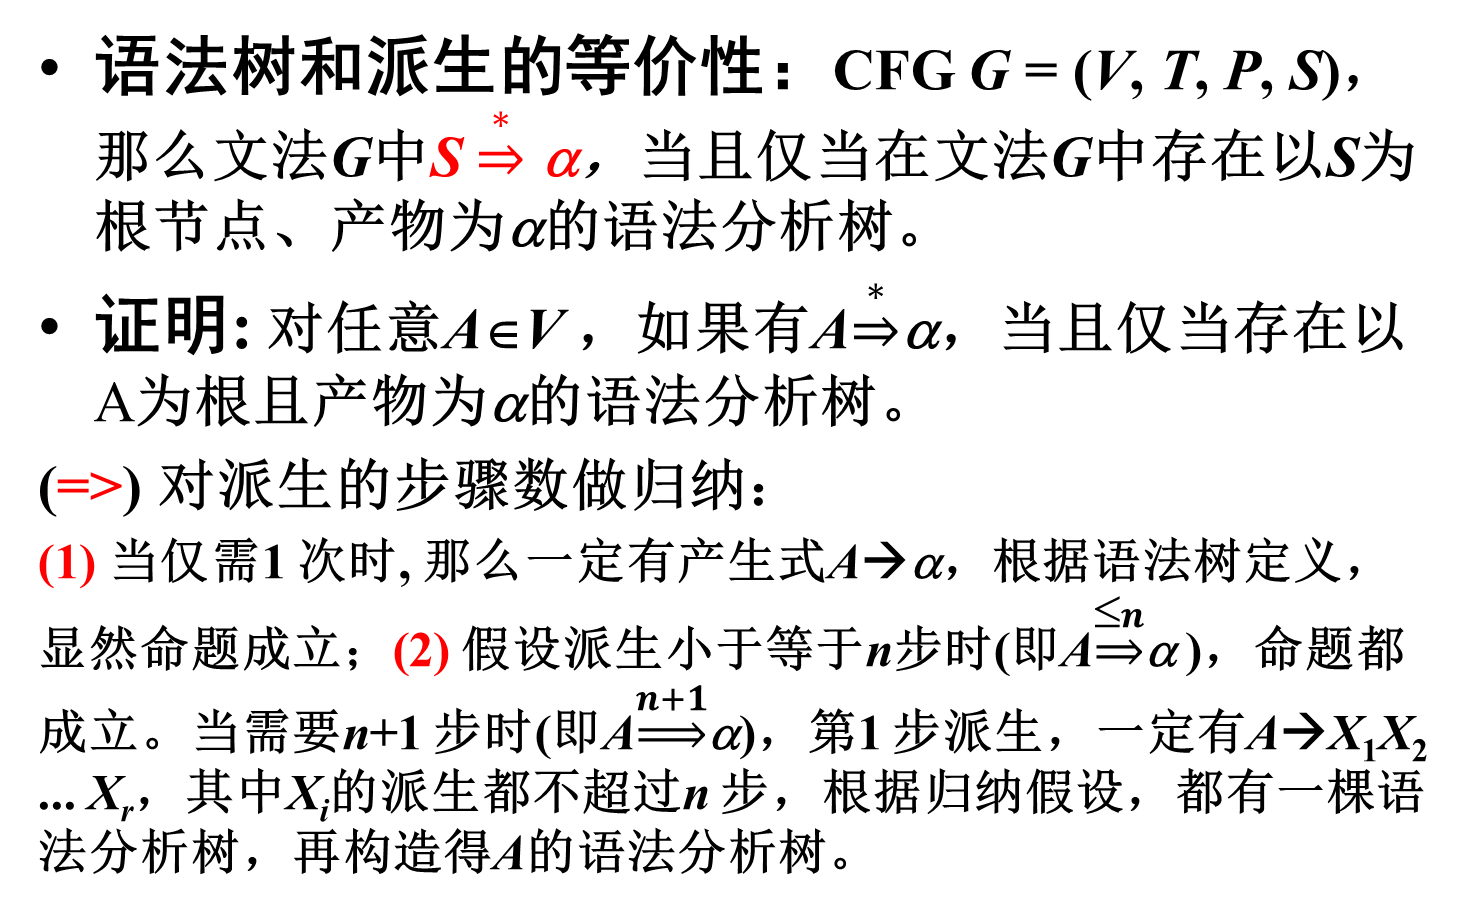 • 语法树和派生的等价性：CFG G = (V, T, P, S)，
那么文法G中S ⇒* α，当且仅当在文法G中存在以S为
根节点、产物为α的语法分析树。
• 证明: 对任意A∈V ，如果有A⇒*α，当且仅当存在以
A为根且产物为α的语法分析树。
(=>) 对派生的步骤数做归纳：
(1) 当仅需1 次时, 那么一定有产生式A→α，根据语法树定义，
显然命题成立；(2) 假设派生小于等于n步时(即A⇒≤nα)，命题都
成立。当需要n+1 步时(即A⇒n+1α)，第1 步派生，一定有A→X1X2
... Xr，其中Xi的派生都不超过n 步，根据归纳假设，都有一棵语
法分析树，再构造得A的语法分析树。